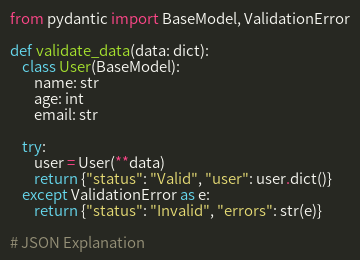 from pydantic import BaseModel, ValidationError

def validate_data(data: dict):
    class User(BaseModel):
        name: str
        age: int
        email: str

    try:
        user = User(**data)
        return {"status": "Valid", "user": user.dict()}
    except ValidationError as e:
        return {"status": "Invalid", "errors": str(e)}

# JSON Explanation